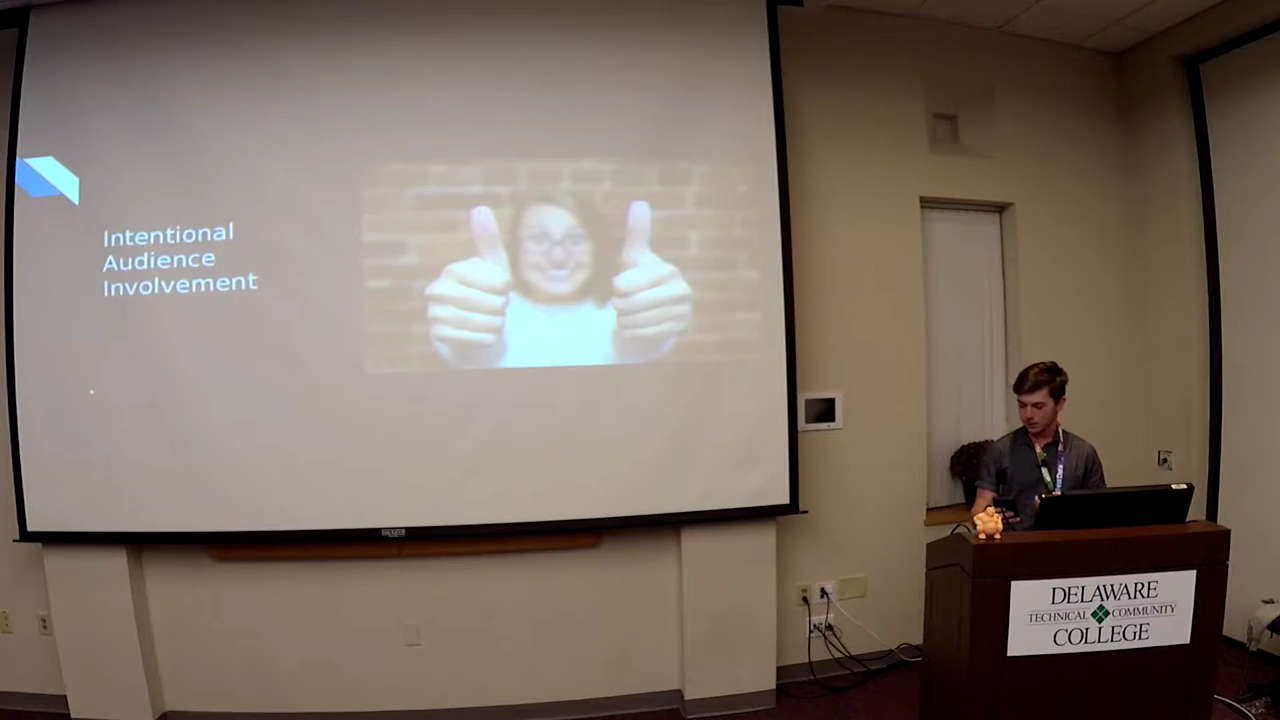 Intentional
Audience
Involvement
DELAWARE
TECHNICAL COMMUNITY
COLLEGE